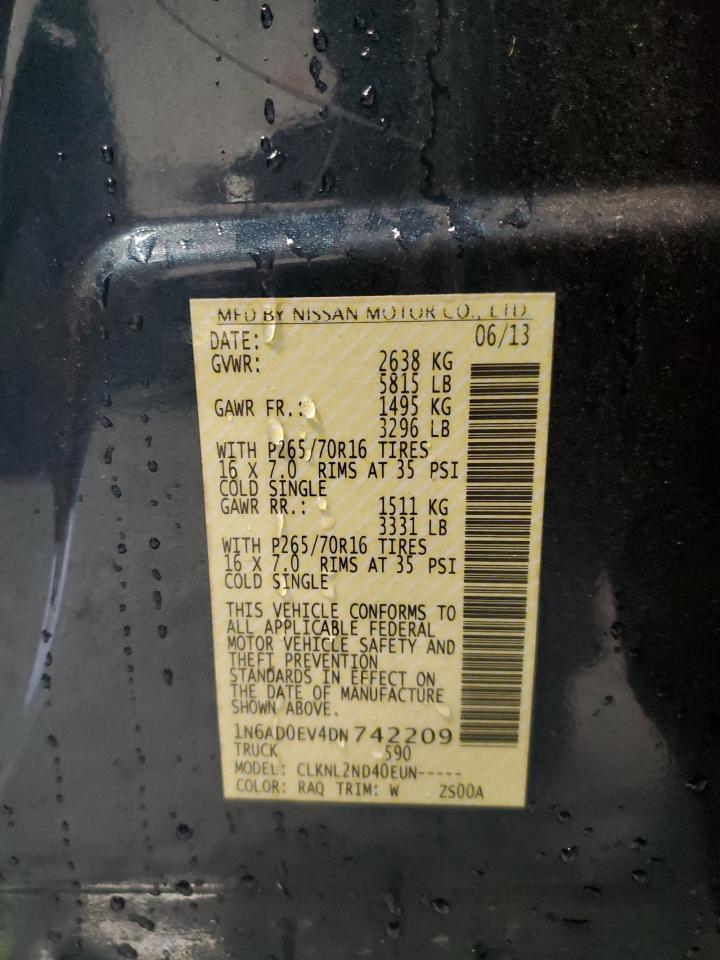 MFD BY NISSAN MOTOR CO., LTD.
DATE: 06/13
GVWR: 2638 KG
5815 LB
GAWR FR.: 1495 KG
3296 LB
WITH P265/70R16 TIRES
16 X 7.0 RIMS AT 35 PSI
COLD SINGLE
GAWR RR.: 1511 KG
3331 LB
WITH P265/70R16 TIRES
16 X 7.0 RIMS AT 35 PSI
COLD SINGLE
THIS VEHICLE CONFORMS TO
ALL APPLICABLE FEDERAL
MOTOR VEHICLE SAFETY AND
THEFT PREVENTION
STANDARDS IN EFFECT ON
THE DATE OF MANUFACTURE
SHOWN ABOVE.
1N6AD0EV4DN742209
TRUCK 590
MODEL: CLKNL2ND40EUN-----
COLOR: RAQ TRIM: W ZS00A